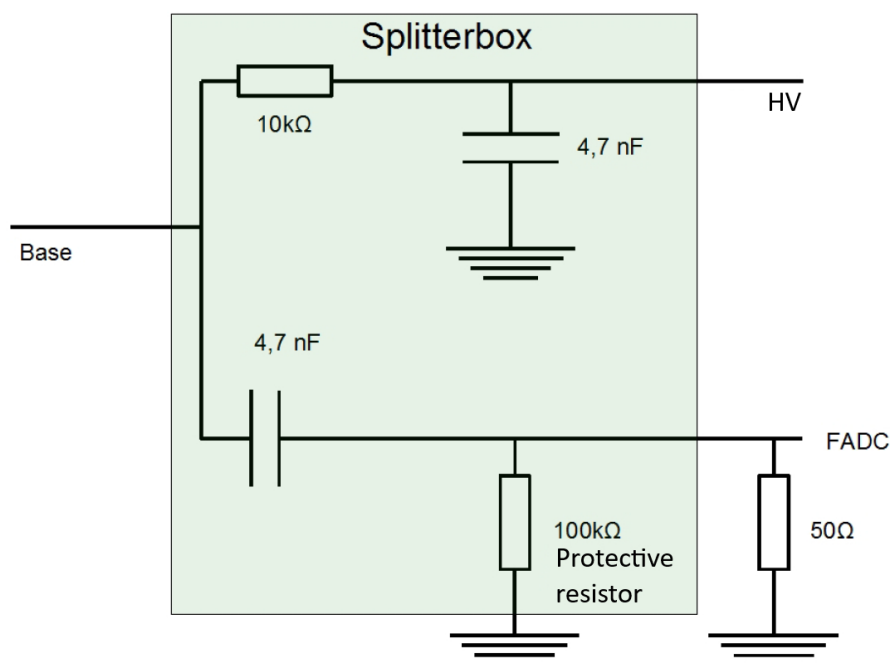 Splitterbox
10kΩ
HV
4,7 nF
Base
4,7 nF
FADC
100kΩ
Protective
resistor
50Ω